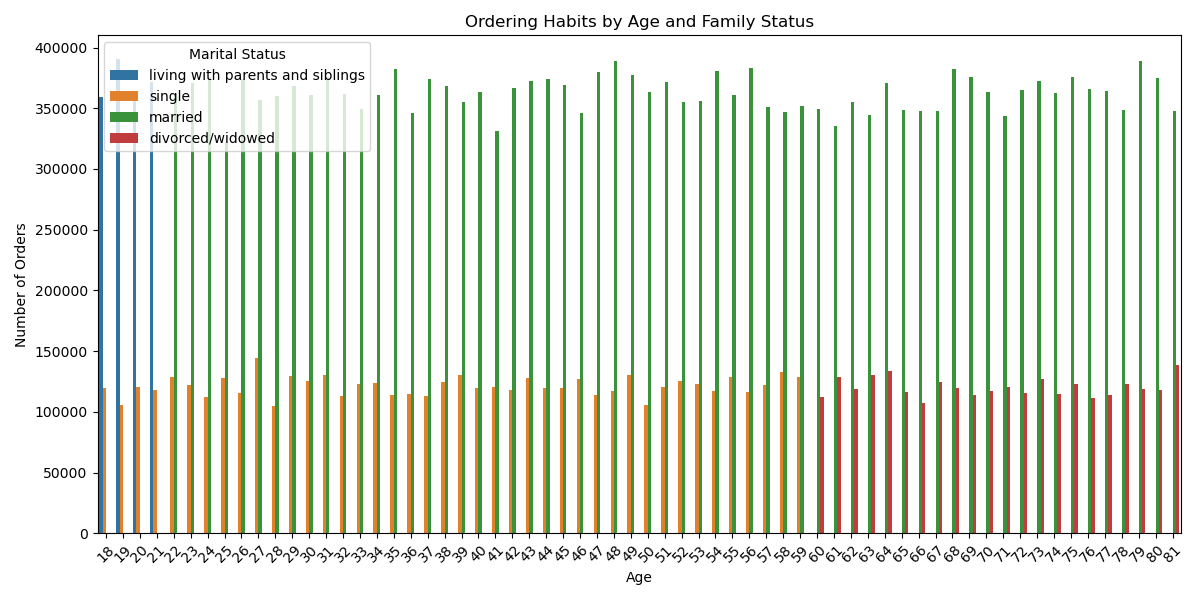 Ordering Habits by Age and Family Status
Marital Status
living with parents and siblings
single
married
divorced/widowed
400000
350000
300000
250000
200000
150000
100000
50000
0
Number of Orders
18 19 20 21 22 23 24 25 26 27 28 29 30 31 32 33 34 35 36 37 38 39 40 41 42 43 44 45 46 47 48 49 50 51 52 53 54 55 56 57 58 59 60 61 62 63 64 65 66 67 68 69 70 71 72 73 74 75 76 77 78 79 80 81
Age